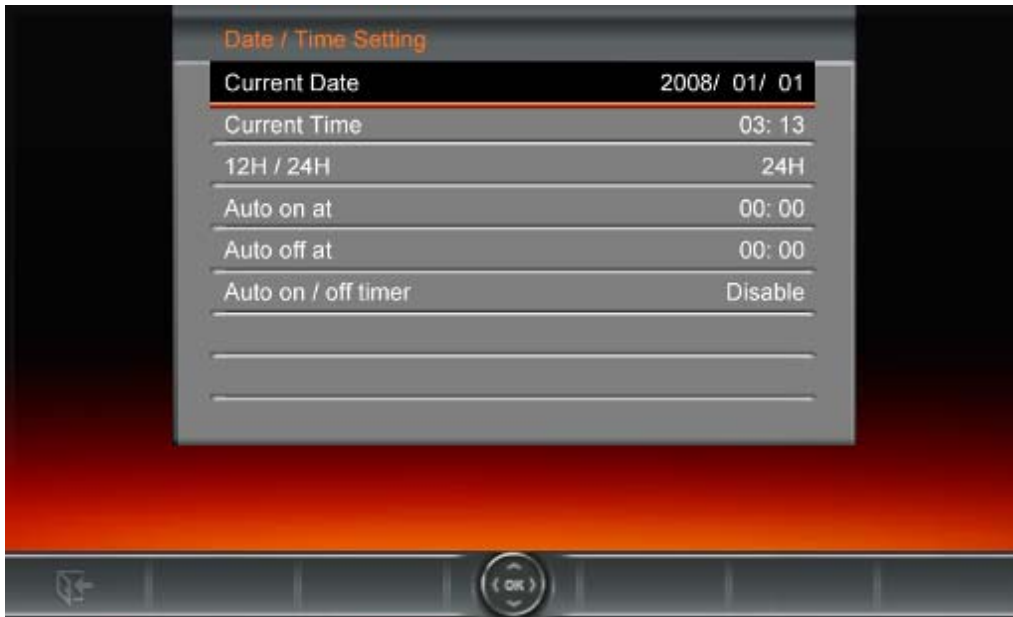 Date / Time Setting
Current Date 2008/ 01/ 01
Current Time 03: 13
12H / 24H 24H
Auto on at 00: 00
Auto off at 00: 00
Auto on / off timer Disable
OK